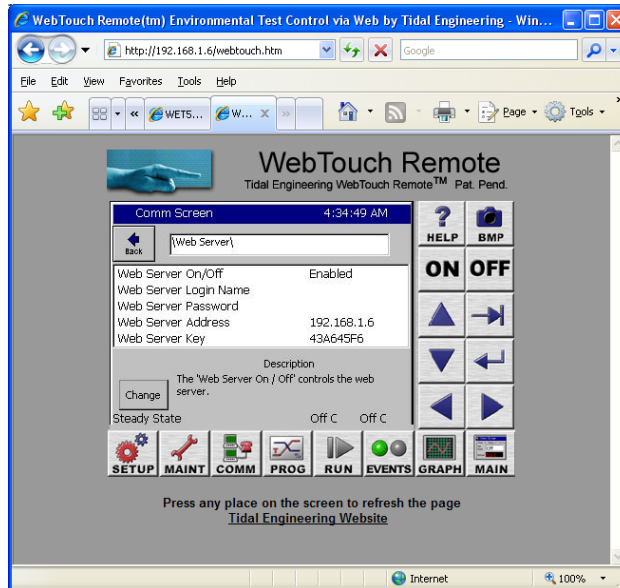 WebTouch Remote(tm) Environmental Test Control via Web by Tidal Engineering - Win...
http://192.168.1.6/webtouch.htm
Google
File Edit View Favorites Tools Help
WET5... W... Page Tools
WebTouch Remote
Tidal Engineering WebTouch Remote™ Pat. Pend.
Comm Screen 4:34:49 AM
Back \Web Server\
HELP BMP
Web Server On/Off Enabled
Web Server Login Name
Web Server Password
Web Server Address 192.168.1.6
Web Server Key 43A645F6
ON OFF
Description
The 'Web Server On / Off' controls the web
server.
Change
Steady State Off C Off C
SETUP MAINT COMM PROG RUN EVENTS GRAPH MAIN
Press any place on the screen to refresh the page
Tidal Engineering Website
Internet 100%